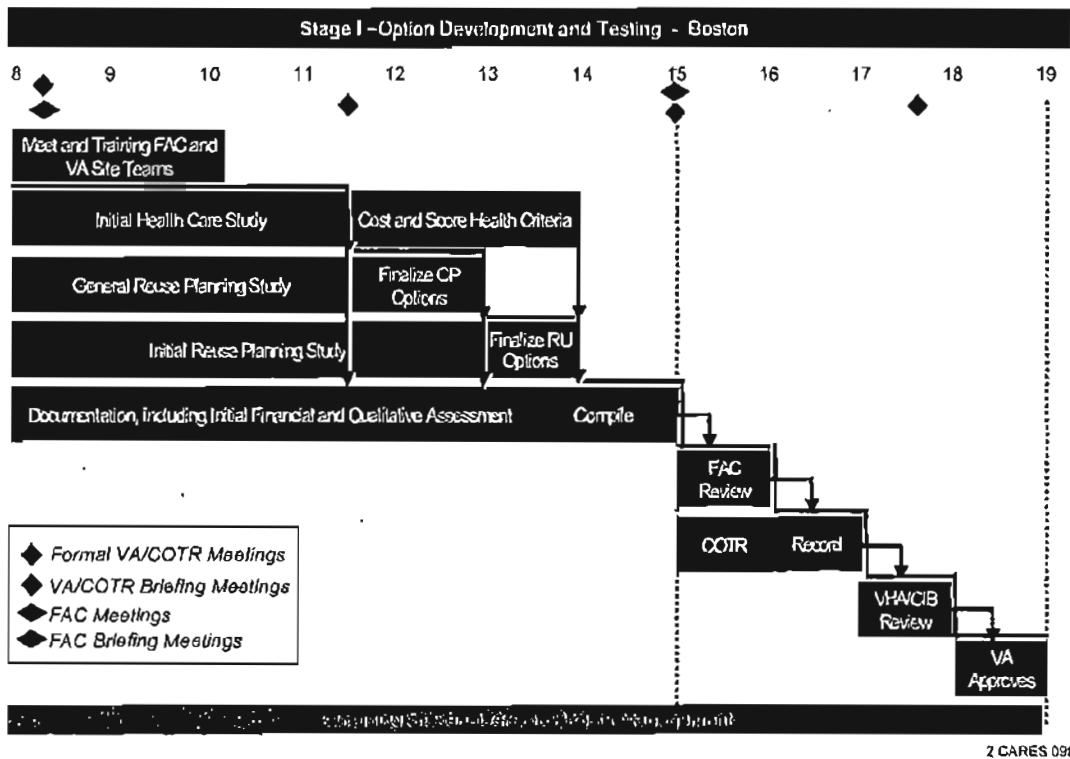 Stage I –Option Development and Testing - Boston
8 9 10 11 12 13 14 15 16 17 18 19
Meet and Training FAC and
VA Site Teams
Initial Health Care Study
Cost and Score Health Criteria
General Reuse Planning Study
Finalize CP
Options
Initial Reuse Planning Study
Finalize RU
Options
Documentation, including Initial Financial and Qualitative Assessment
Compile
FAC
Review
COTR Record
VHA/CIB
Review
VA
Approves
Formal VA/COTR Meetings
VA/COTR Briefing Meetings
FAC Meetings
FAC Briefing Meetings
Management
2 CARES 098